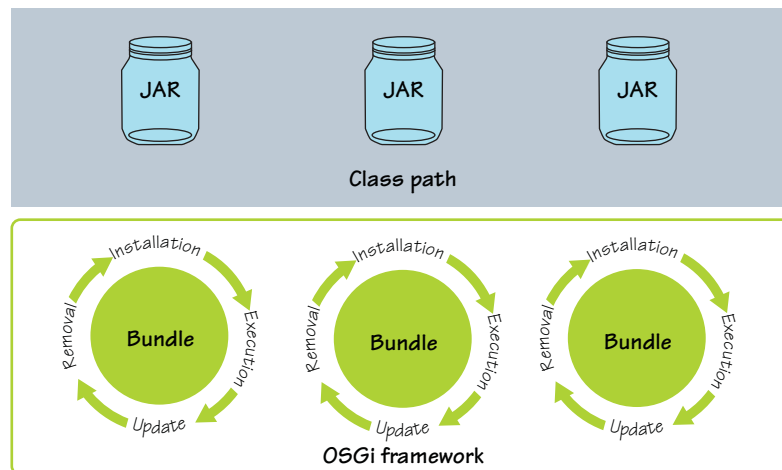 JAR
JAR
JAR
Class path
Installation
Execution
Update
Removal
Bundle
Installation
Execution
Update
Removal
Bundle
Installation
Execution
Update
Removal
Bundle
OSGi framework